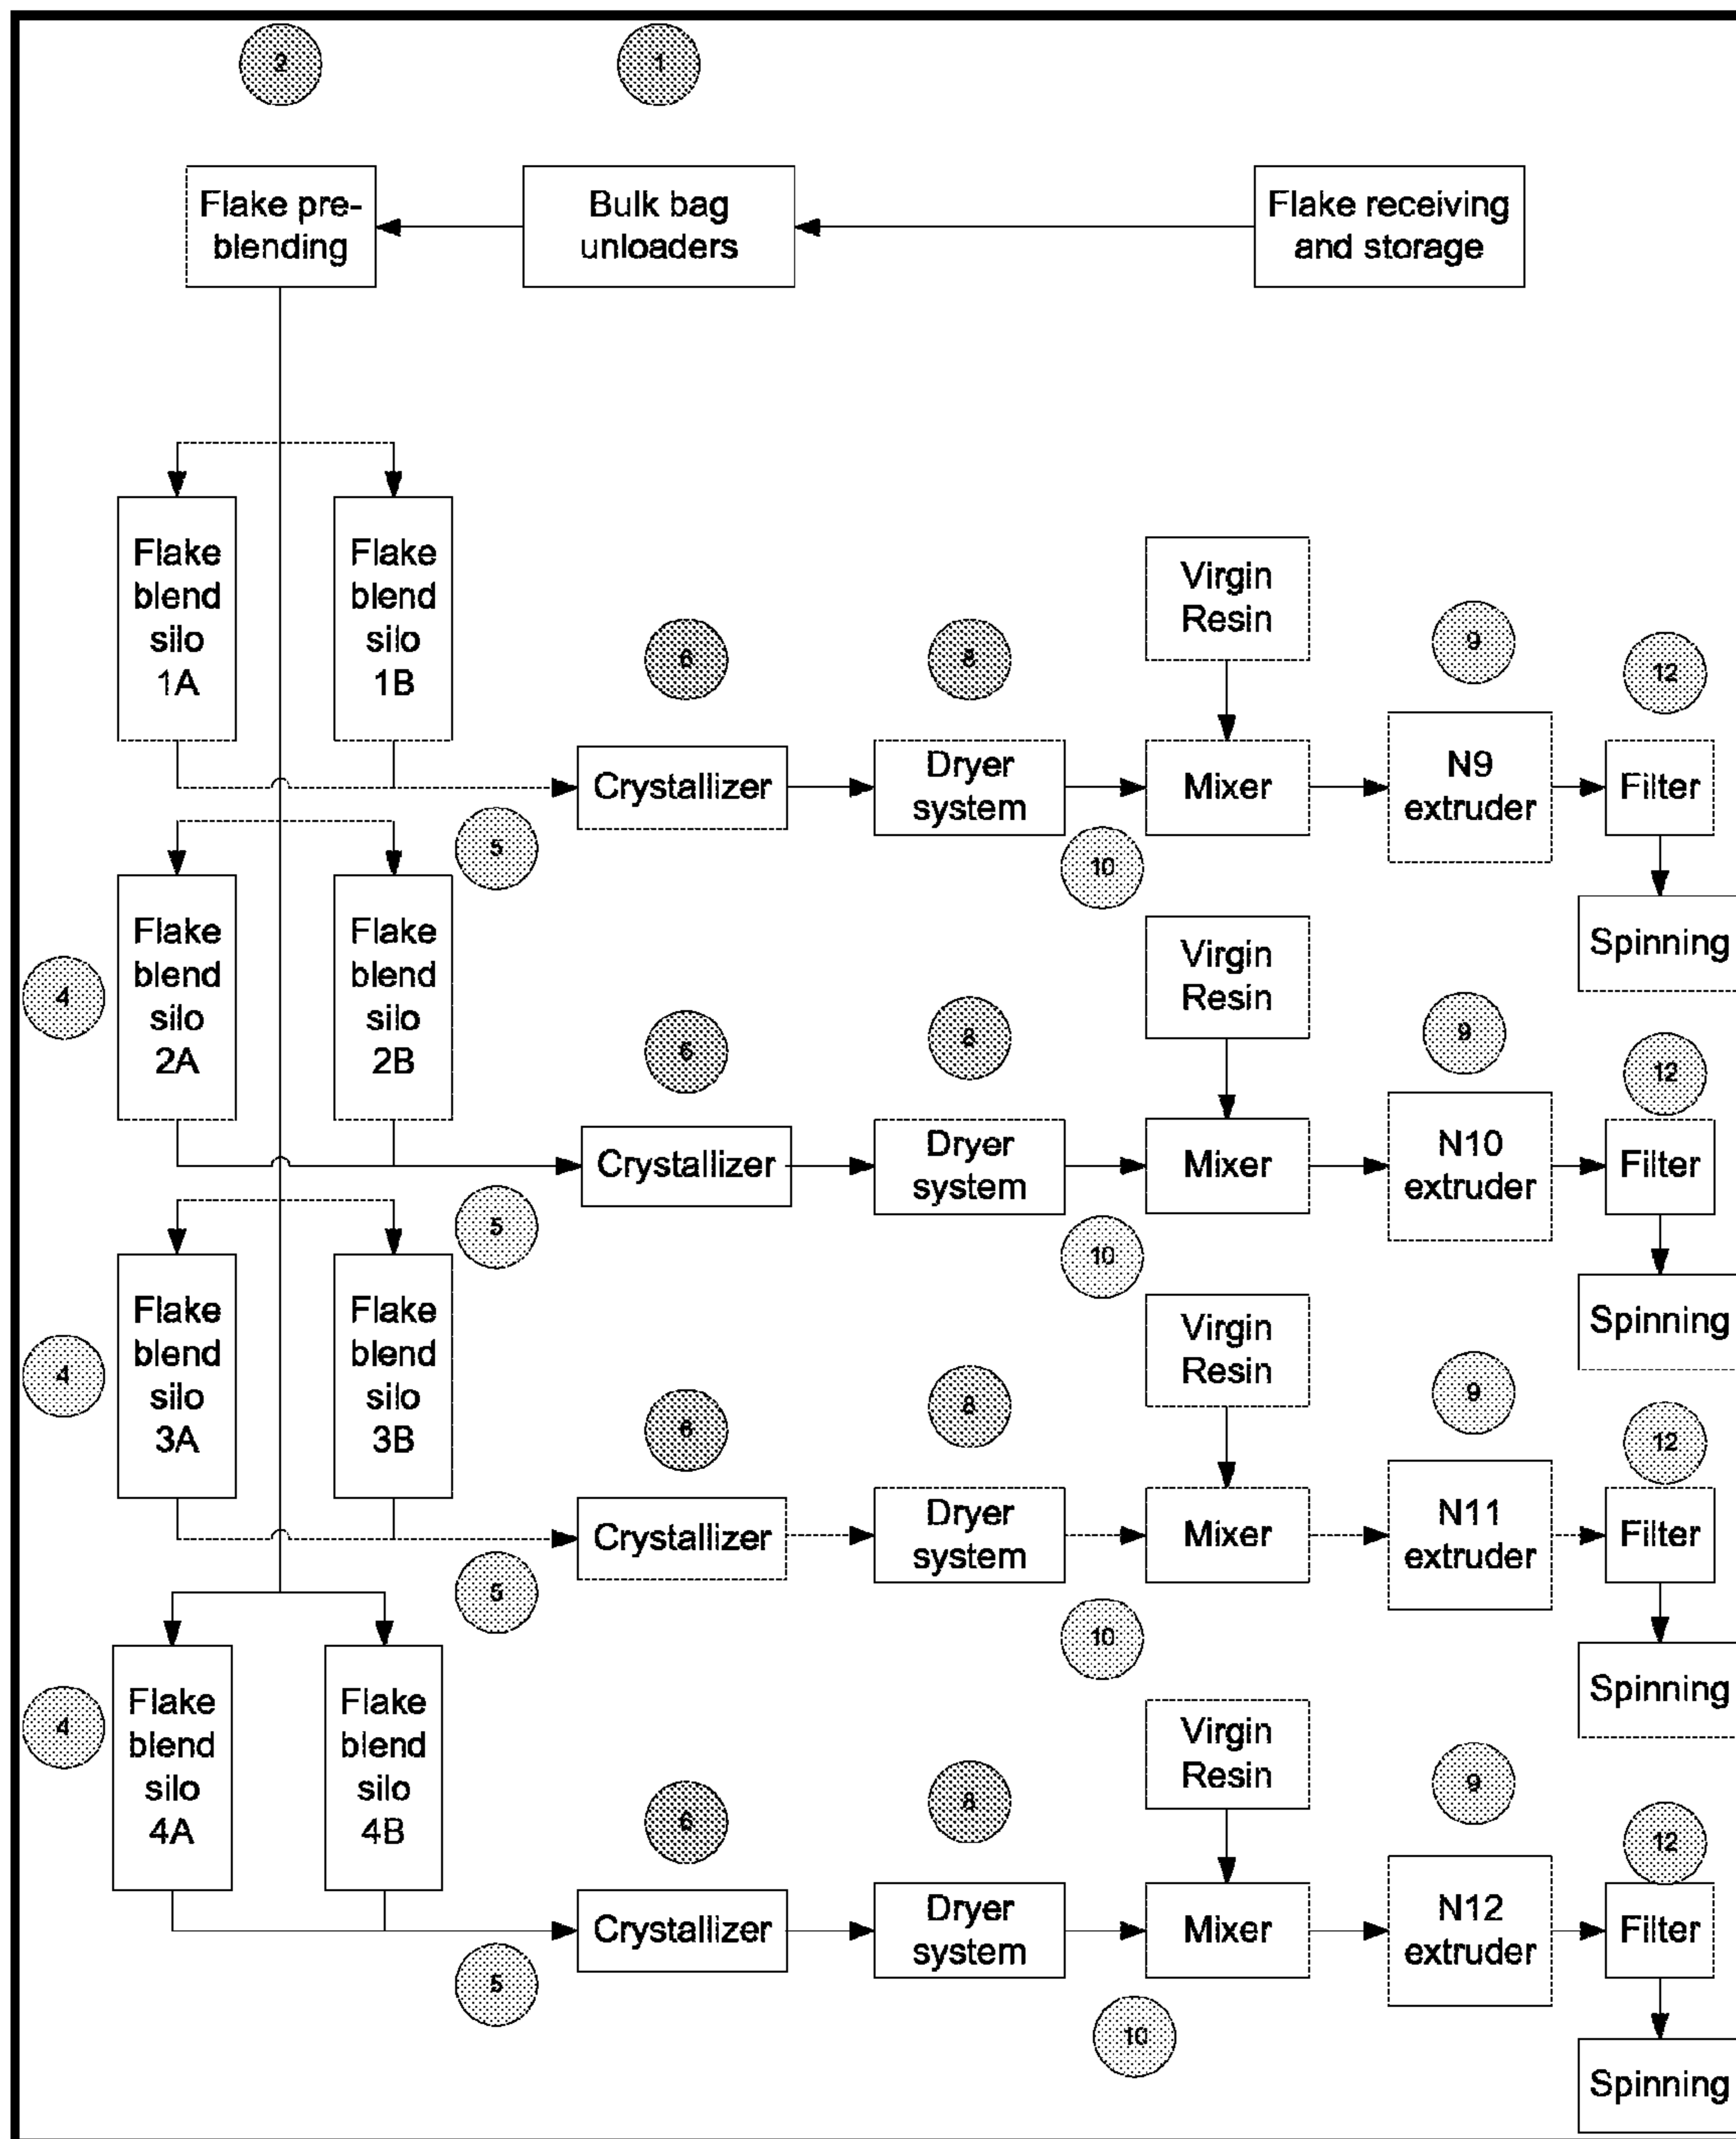 2
1
Flake pre-
blending
Bulk bag
unloaders
Flake receiving
and storage
Flake
blend
silo
1A
Flake
blend
silo
1B
6
8
Virgin
Resin
9
12
Crystallizer
Dryer
system
Mixer
N9
extruder
Filter
5
10
Spinning
4
Flake
blend
silo
2A
Flake
blend
silo
2B
6
8
Virgin
Resin
9
12
Crystallizer
Dryer
system
Mixer
N10
extruder
Filter
5
10
Spinning
4
Flake
blend
silo
3A
Flake
blend
silo
3B
6
8
Virgin
Resin
9
12
Crystallizer
Dryer
system
Mixer
N11
extruder
Filter
5
10
Spinning
4
Flake
blend
silo
4A
Flake
blend
silo
4B
6
8
Virgin
Resin
9
12
Crystallizer
Dryer
system
Mixer
N12
extruder
Filter
5
10
Spinning